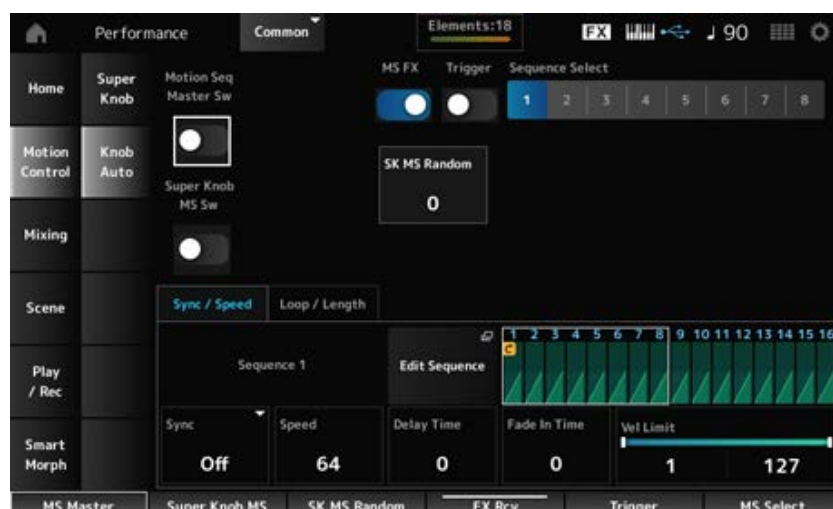 Performance
Common
Elements:18
FX
♩ 90
Home
Super Knob
Motion Control
Knob Auto
Mixing
Scene
Play / Rec
Smart Morph
Motion Seq
Master Sw
MS FX
Trigger
Sequence Select
1 2 3 4 5 6 7 8
SK MS Random
0
Super Knob
MS Sw
Sync / Speed
Loop / Length
Sequence 1
Edit Sequence
1 2 3 4 5 6 7 8 9 10 11 12 13 14 15 16
C
Sync
Off
Speed
64
Delay Time
0
Fade In Time
0
Vel Limit
1 127
MS Master
Super Knob MS
SK MS Random
FX Rcv
Trigger
MS Select